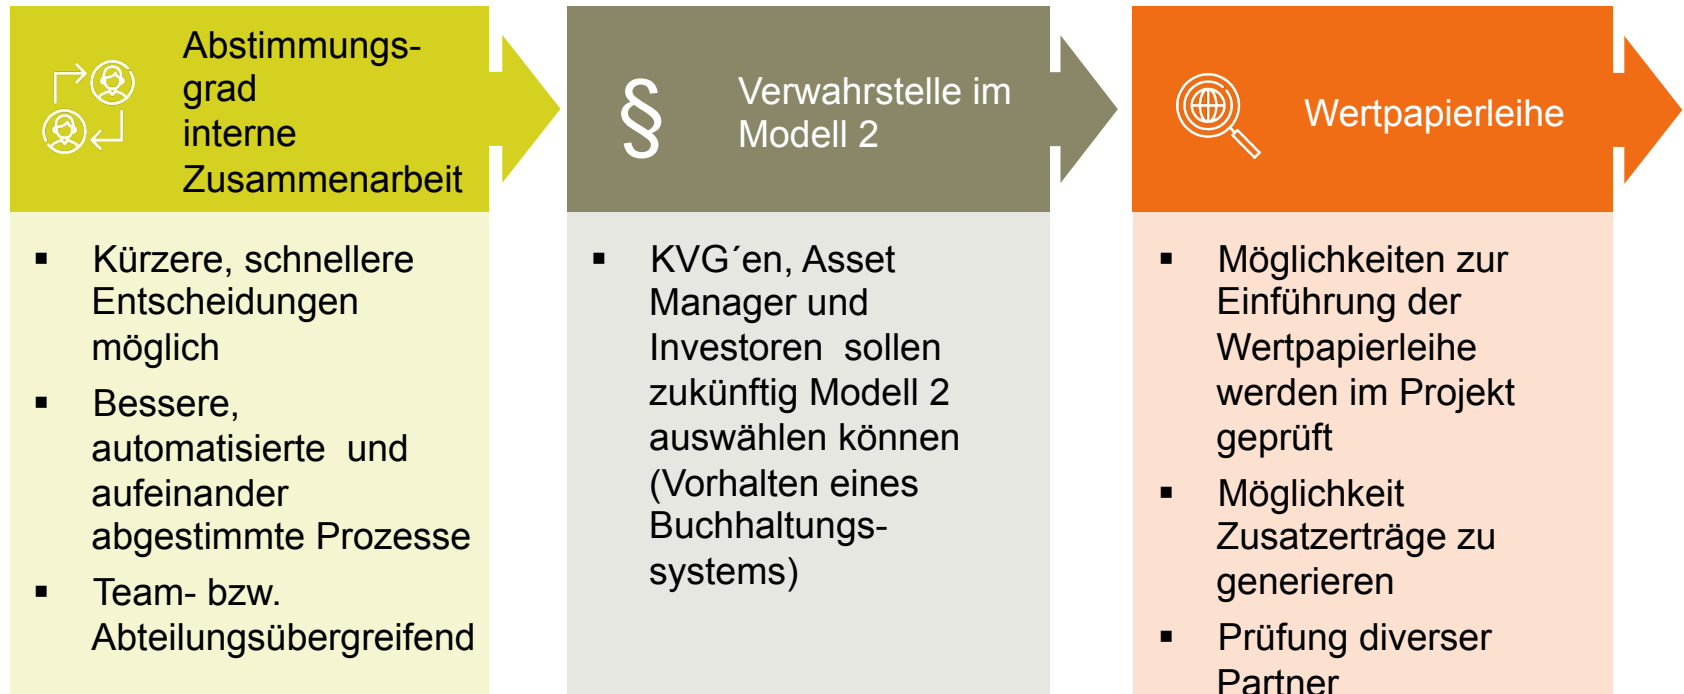 Abstimmungs-
grad
interne
Zusammenarbeit
▪ Kürzere, schnellere
Entscheidungen
möglich
▪ Bessere,
automatisierte und
aufeinander
abgestimmte Prozesse
▪ Team- bzw.
Abteilungsübergreifend
§
Verwahrstelle im
Modell 2
▪ KVG´en, Asset
Manager und
Investoren sollen
zukünftig Modell 2
auswählen können
(Vorhalten eines
Buchhaltungs-
systems)
Wertpapierleihe
▪ Möglichkeiten zur
Einführung der
Wertpapierleihe
werden im Projekt
geprüft
▪ Möglichkeit
Zusatzerträge zu
generieren
▪ Prüfung diverser
Partner